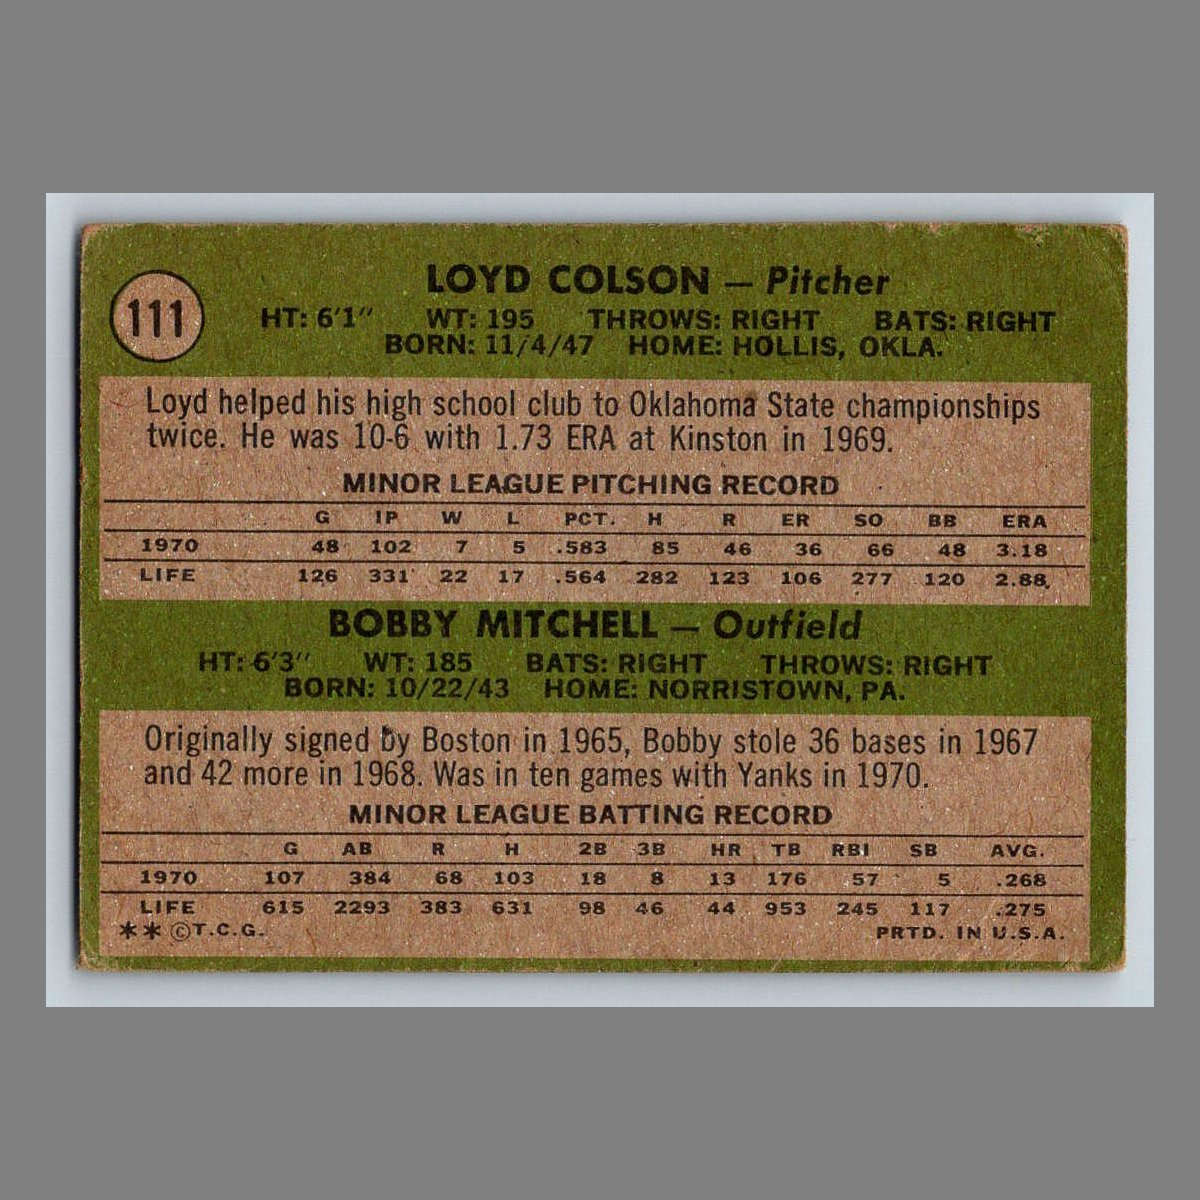 111
LOYD COLSON — Pitcher
HT: 6'1" WT: 195 THROWS: RIGHT BATS: RIGHT
BORN: 11/4/47 HOME: HOLLIS, OKLA.
Loyd helped his high school club to Oklahoma State championships
twice. He was 10-6 with 1.73 ERA at Kinston in 1969.
MINOR LEAGUE PITCHING RECORD
G IP W L PCT. H R ER SO BB ERA
1970 48 102 7 5 .583 85 46 36 66 48 3.18
LIFE 126 331 22 17 .564 282 123 106 277 120 2.88
BOBBY MITCHELL — Outfield
HT: 6'3" WT: 185 BATS: RIGHT THROWS: RIGHT
BORN: 10/22/43 HOME: NORRISTOWN, PA.
Originally signed by Boston in 1965, Bobby stole 36 bases in 1967
and 42 more in 1968. Was in ten games with Yanks in 1970.
MINOR LEAGUE BATTING RECORD
G AB R H 2B 3B HR TB RBI SB AVG.
1970 107 384 68 103 18 8 13 176 57 5 .268
LIFE 615 2293 383 631 98 46 44 953 245 117 .275
** ©T.C.G. PRTD. IN U.S.A.